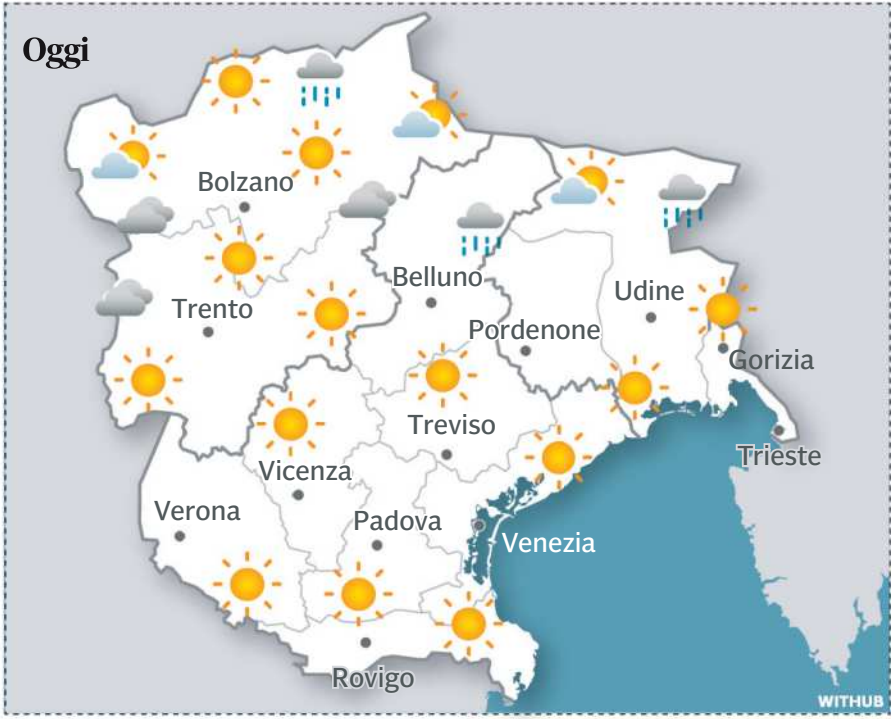 Oggi
Bolzano
Belluno
Trento
Udine
Pordenone
Gorizia
Treviso
Trieste
Vicenza
Verona
Padova
Venezia
Rovigo
WITHUB